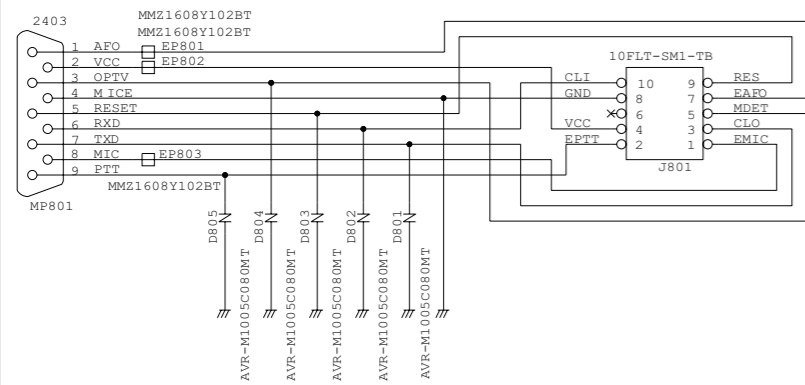 2403
MMZ1608Y102BT
MMZ1608Y102BT
1 AFO EP801
2 VCC EP802
3 OPTV
4 MICE
5 RESET
6 RXD
7 TXD
8 MIC EP803
9 PTT
MMZ1608Y102BT
MP801
10FLT-SM1-TB
CLI 10 9 RES
GND 8 7 EAFO
6 5 MDET
VCC 4 3 CLO
EPTT 2 1 EMIC
J801
D805
D804
D803
D802
D801
AVR-M1005C080MT
AVR-M1005C080MT
AVR-M1005C080MT
AVR-M1005C080MT
AVR-M1005C080MT